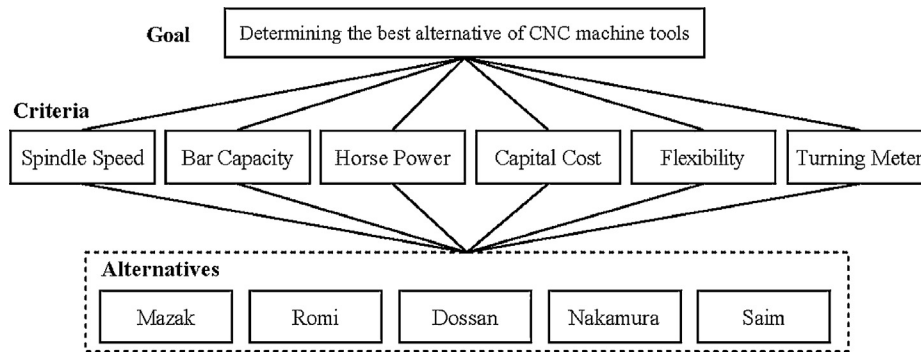 Goal
Determining the best alternative of CNC machine tools
Criteria
Spindle Speed
Bar Capacity
Horse Power
Capital Cost
Flexibility
Turning Meter
Alternatives
Mazak
Romi
Dossan
Nakamura
Saim